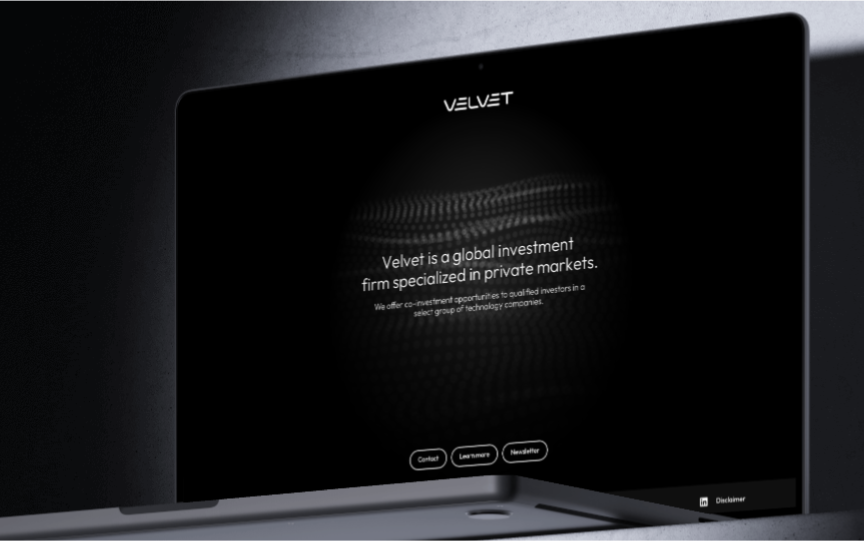 VELVET
Velvet is a global investment
firm specialized in private markets.
We offer co-investment opportunities to qualified investors in a
select group of technology companies.
Contact
Learn more
Newsletter
in
Disclaimer